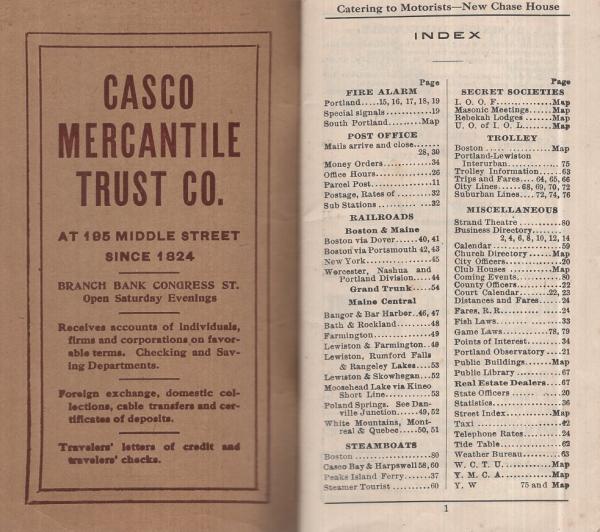 CASCO
MERCANTILE
TRUST CO.
AT 195 MIDDLE STREET
SINCE 1824
BRANCH BANK CONGRESS ST.
Open Saturday Evenings
Receives accounts of individuals,
firms and corporations on favor-
able terms. Checking and Sav-
ing Departments.
Foreign exchange, domestic col-
lections, cable transfers and cer-
tificates of deposits.
Travelers' letters of credit and
travelers' checks.
Catering to Motorists—New Chase House
INDEX
Page
FIRE ALARM
Portland.....15, 16, 17, 18, 19
Special signals...........19
South Portland......Map
POST OFFICE
Mails arrive and close....
28, 30
Money Orders..........34
Office Hours...........26
Parcel Post............11
Postage, Rates of ......32
Sub Stations ..........32
RAILROADS
Boston & Maine
Boston via Dover....40, 41
Boston via Portsmouth 42, 43
New York............45
Worcester, Nashua and
Portland Division.....44
Grand Trunk.....54
Maine Central
Bangor & Bar Harbor..46, 47
Bath & Rockland.......48
Farmington............49
Lewiston & Farmington..49
Lewiston, Rumford Falls
& Rangeley Lakes....53
Lewiston & Skowhegan...52
Moosehead Lake via Kineo
Short Line..........53
Poland Springs. See Dan-
ville Junction.....49, 52
White Mountains, Mont-
real & Quebec.....50, 51
STEAMBOATS
Boston................80
Casco Bay & Harpswell 58, 60
Peaks Island Ferry.....37
Steamer Tourist ........60
Page
SECRET SOCIETIES
I. O. O. F............Map
Masonic Meetings.....Map
Rebekah Lodges ......Map
U. O. of I. O. L.......Map
TROLLEY
Boston ..............Map
Portland-Lewiston
Interurban......... 75
Trolley Information......63
Trips and Fares....64, 65, 66
City Lines......68, 69, 70, 72
Suburban Lines....72, 74, 76
MISCELLANEOUS
Strand Theatre.........80
Business Directory.......
2, 4, 6, 8, 10, 12, 14
Calendar..............59
Church Directory......Map
City Officers...........20
Club Houses .........Map
Coming Events.........80
County Officers.........22
Court Calendar.......22, 23
Distances and Fares.....24
Fares, R. R............24
Fish Laws.............33
Game Laws.........78, 79
Points of Interest.......34
Portland Observatory....21
Public Buildings......Map
Public Library .........67
Real Estate Dealers....67
State Officers ..........20
Statistics..............36
Street Index..........Map
Taxi .................42
Telephone Rates........24
Tide Table............62
Weather Bureau........63
W. C. T. U...........Map
Y. M. C. A...........Map
Y. W 75 and Map
1